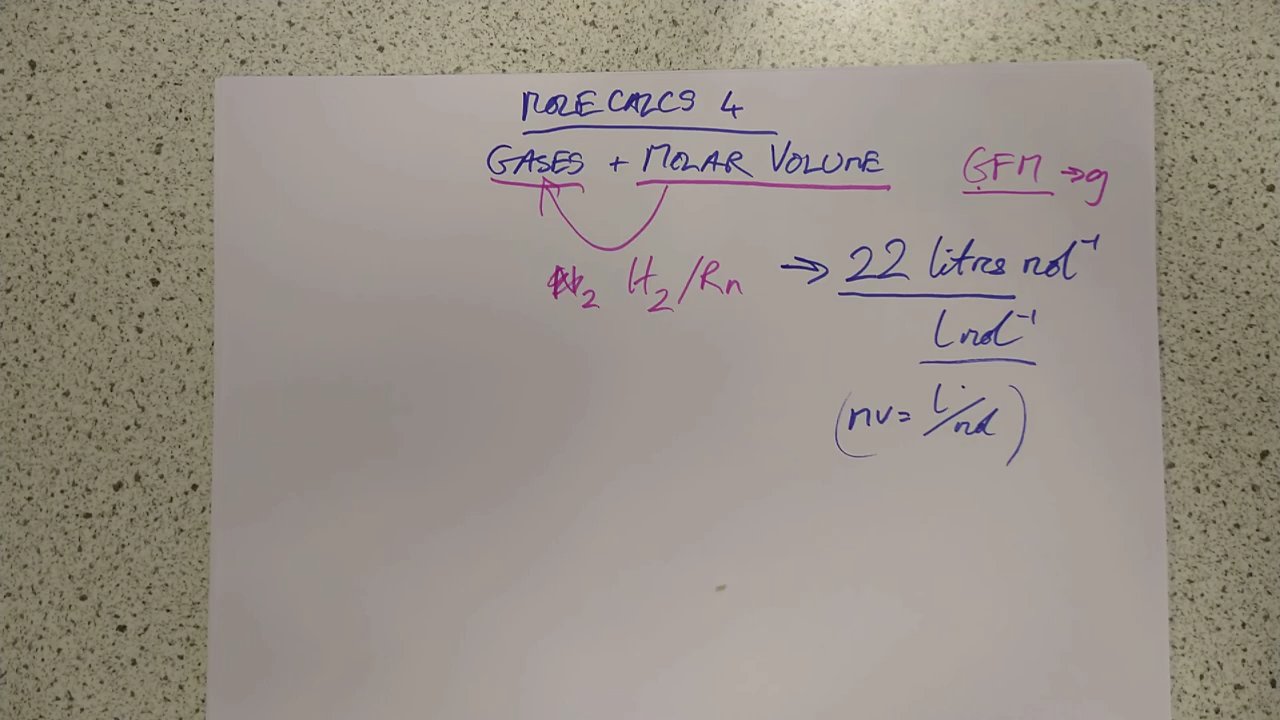 MOLE CALCS 4
GASES + MOLAR VOLUME
GFM → g
H₂/Rn → 22 litres mol⁻¹
l mol⁻¹
(mv = l/mol)